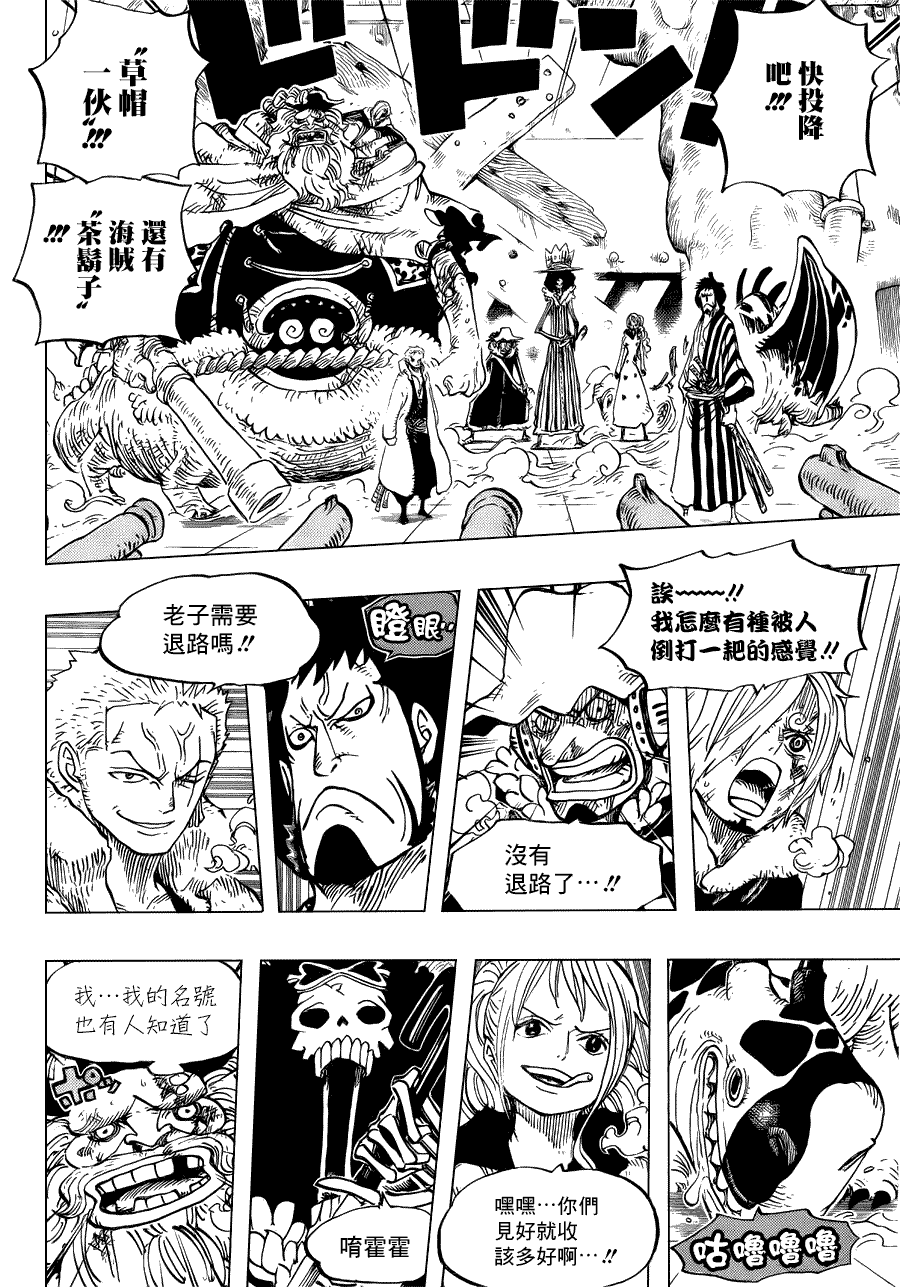 快投降
吧!!!
ドドン!
"草帽
一伙"!!!
還有
海賊
"茶鬍子"
!!!
誒~~~~!!
我怎麼有種被人
倒打一耙的感覺!!
沒有
退路了…!!
瞪眼··
老子需要
退路嗎!!
咕嚕嚕嚕
嘿嘿…你們
見好就收
該多好啊…!!
唷霍霍
我…我的名號
也有人知道了
ポッ